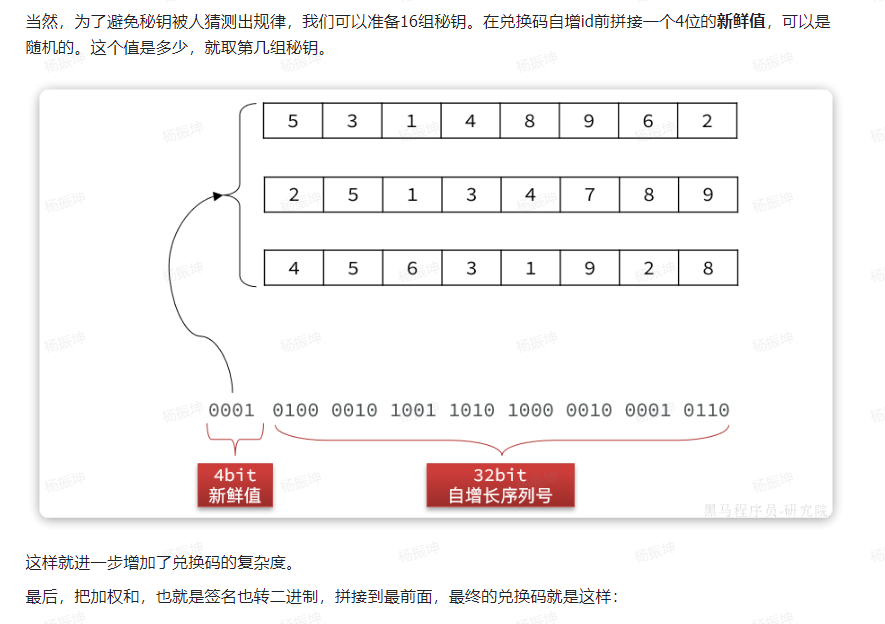 当然，为了避免秘钥被人猜测出规律，我们可以准备16组秘钥。在兑换码自增id前拼接一个4位的新鲜值，可以是
随机的。这个值是多少，就取第几组秘钥。
5 3 1 4 8 9 6 2
2 5 1 3 4 7 8 9
4 5 6 3 1 9 2 8
0001 0100 0010 1001 1010 1000 0010 0001 0110
4bit
新鲜值
32bit
自增长序列号
黑马程序员-研究院
这样就进一步增加了兑换码的复杂度。
最后，把加权和，也就是签名也转二进制，拼接到最前面，最终的兑换码就是这样：
杨振坤